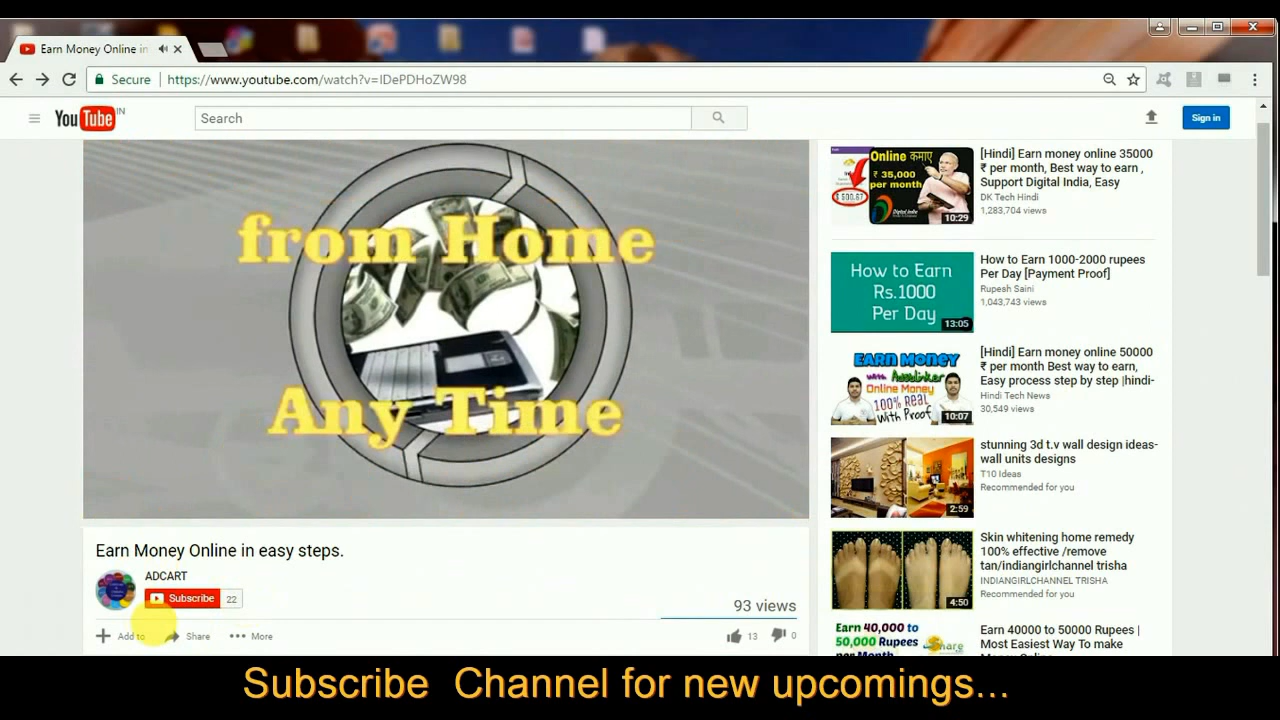 Earn Money Online in
Secure
https://www.youtube.com/watch?v=IDePDHoZW98
YouTube IN
Search
Sign in
from Home
Any Time
Earn Money Online in easy steps.
ADCART
Subscribe 22
93 views
Add to
Share
More
13
0
Online कमाए
₹ 35,000
per month
Digital India
10:29
[Hindi] Earn money online 35000
₹ per month, Best way to earn ,
Support Digital India, Easy
DK Tech Hindi
1,283,704 views
How to Earn
Rs.1000
Per Day
13:05
How to Earn 1000-2000 rupees
Per Day [Payment Proof]
Rupesh Saini
1,043,743 views
EARN MONEY
with
Online Money
100% Real
With Proof
10:07
[Hindi] Earn money online 50000
₹ per month Best way to earn,
Easy process step by step |hindi-
Hindi Tech News
30,549 views
2:59
stunning 3d t.v wall design ideas-
wall units designs
T10 Ideas
Recommended for you
4:50
Skin whitening home remedy
100% effective /remove
tan/indiangirlchannel trisha
INDIANGIRLCHANNEL TRISHA
Recommended for you
Earn 40,000 to
50,000 Rupees
per Month
Earn 40000 to 50000 Rupees |
Most Easiest Way To make
Subscribe Channel for new upcomings...